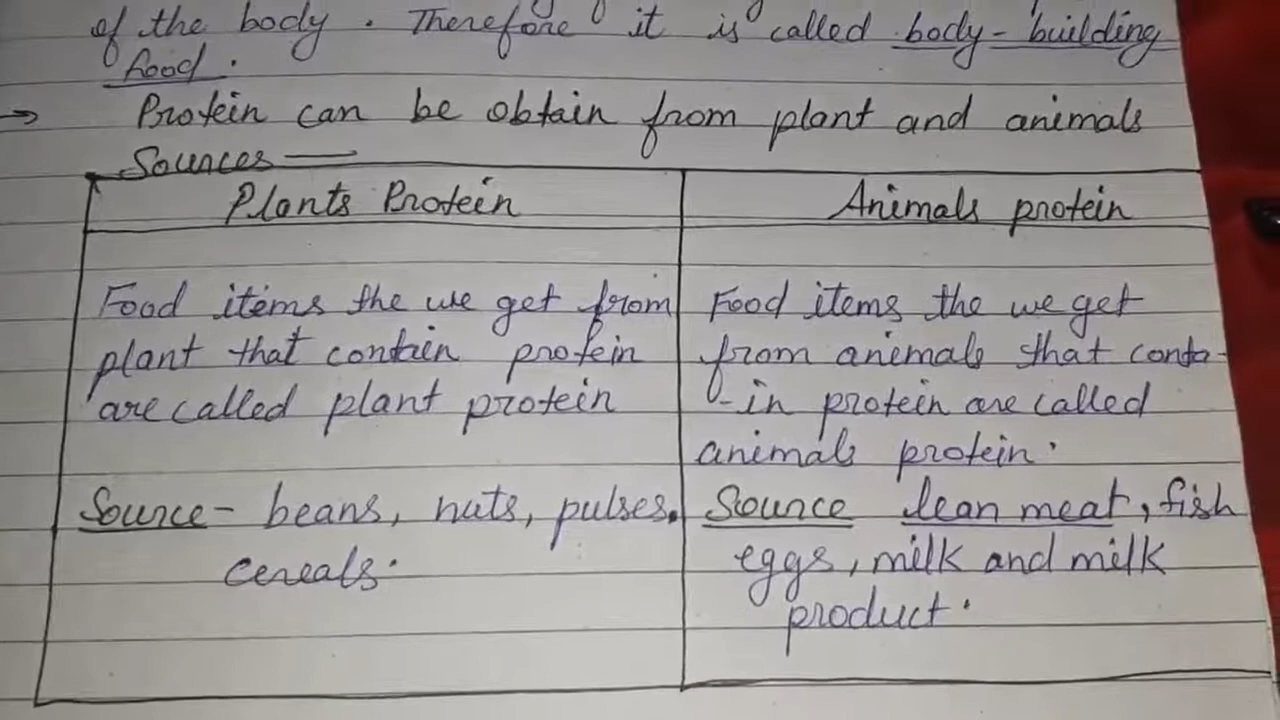 of the body. Therefore it is called body-building
food.
→ Protein can be obtain from plant and animals
Sources —
Plants Protein
Food items the we get from
plant that contain protein
are called plant protein
Source - beans, nuts, pulses.
cereals.
Animals protein
Food items the we get
from animals that conta-
-in protein are called
animals protein.
Source lean meat, fish
eggs, milk and milk
product.